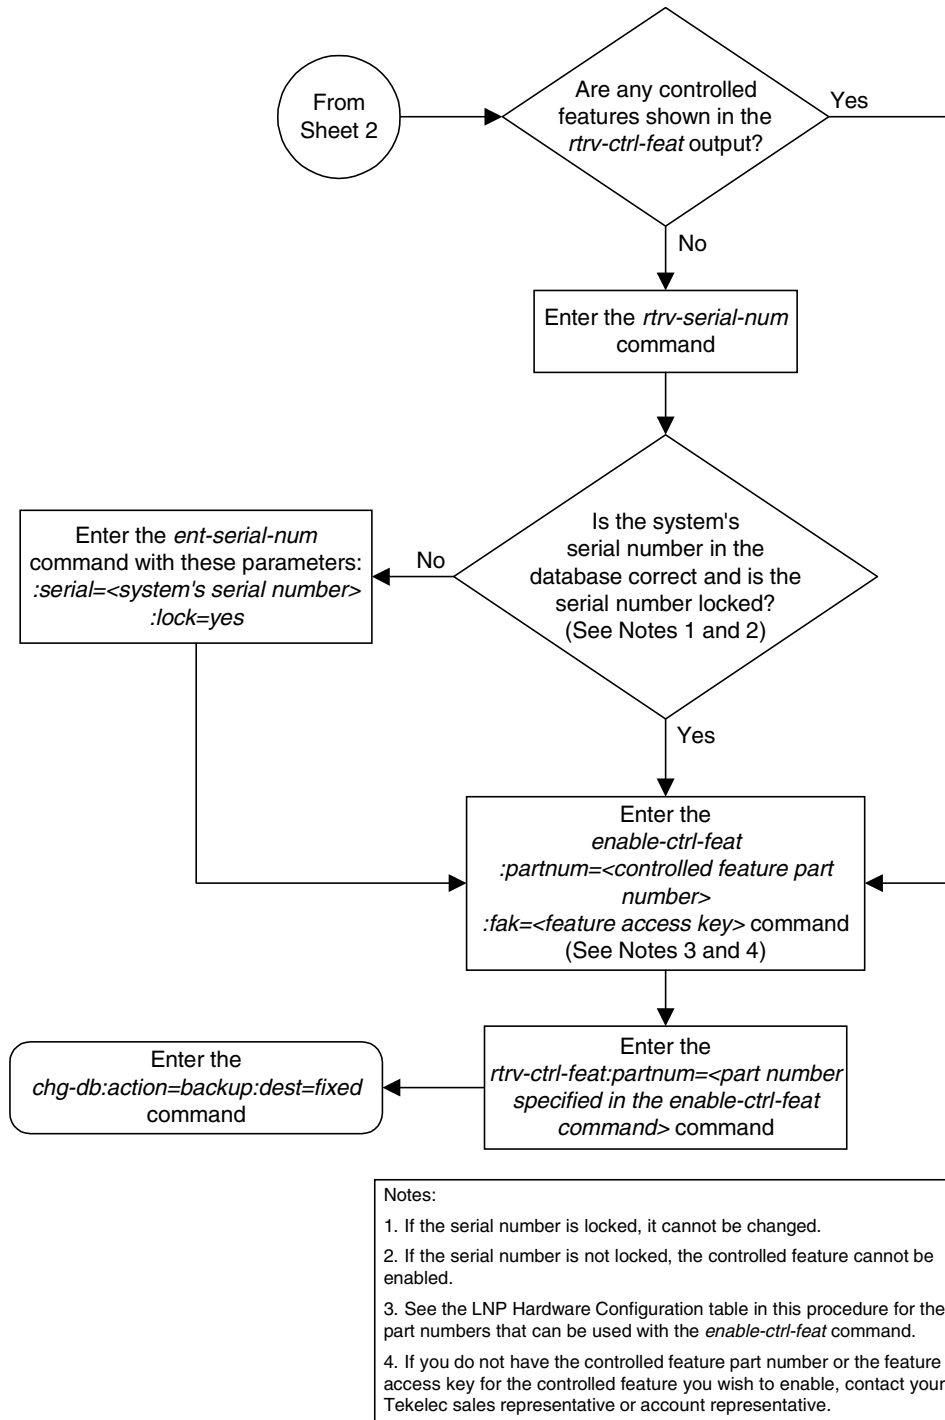 From
Sheet 2
Are any controlled
features shown in the
rtrv-ctrl-feat output?
Yes
No
Enter the rtrv-serial-num
command
Is the system's
serial number in the
database correct and is the
serial number locked?
(See Notes 1 and 2)
No
Enter the ent-serial-num
command with these parameters:
:serial=<system's serial number>
:lock=yes
Yes
Enter the
enable-ctrl-feat
:partnum=<controlled feature part
number>
:fak=<feature access key> command
(See Notes 3 and 4)
Enter the
rtrv-ctrl-feat:partnum=<part number
specified in the enable-ctrl-feat
command> command
Enter the
chg-db:action=backup:dest=fixed
command
Notes:
1. If the serial number is locked, it cannot be changed.
2. If the serial number is not locked, the controlled feature cannot be
enabled.
3. See the LNP Hardware Configuration table in this procedure for the
part numbers that can be used with the enable-ctrl-feat command.
4. If you do not have the controlled feature part number or the feature
access key for the controlled feature you wish to enable, contact your
Tekelec sales representative or account representative.